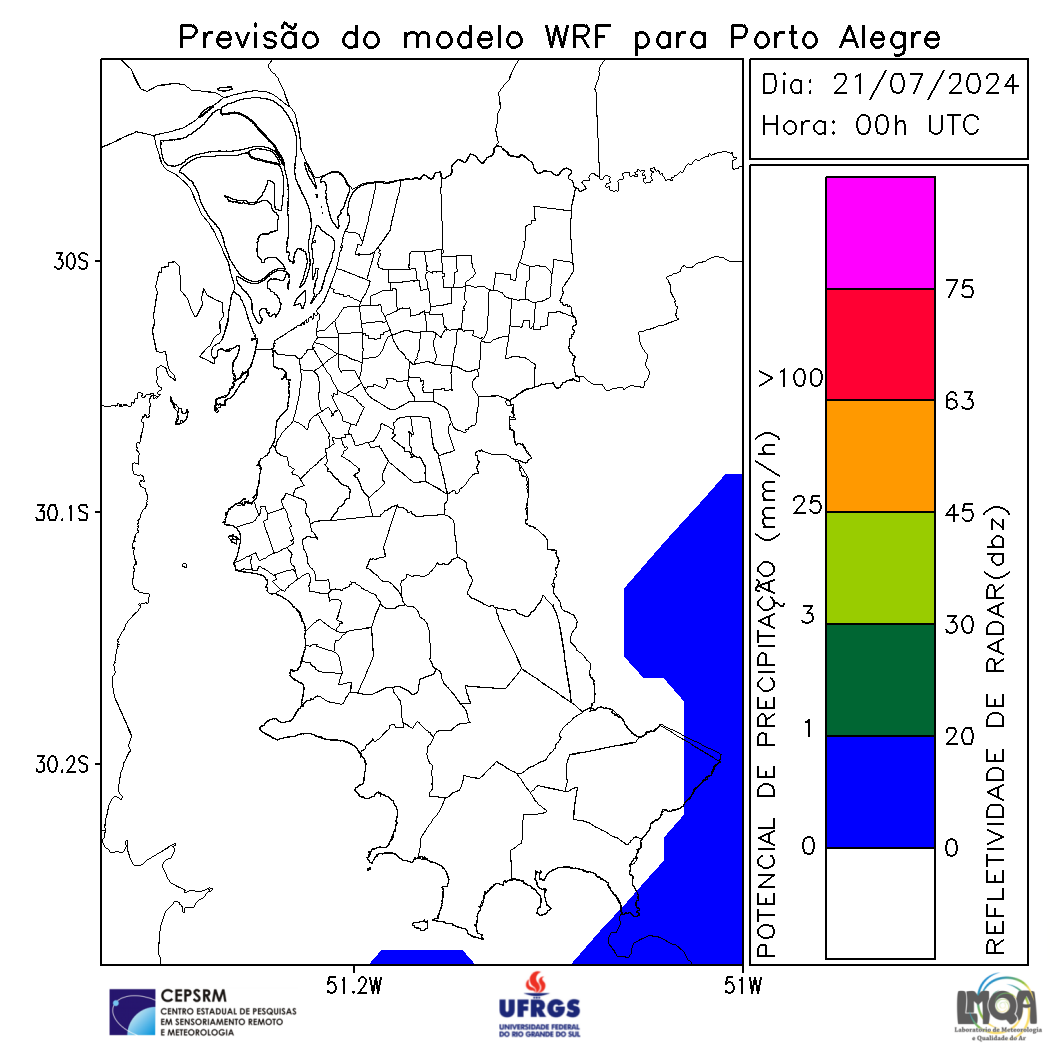 Previsão do modelo WRF para Porto Alegre
Dia: 21/07/2024
Hora: 00h UTC
30S
30.1S
30.2S
51.2W
51W
POTENCIAL DE PRECIPITAÇÃO (mm/h)
>100
25
3
1
0
75
63
45
30
20
0
REFLETIVIDADE DE RADAR(dbz)
CEPSRM
CENTRO ESTADUAL DE PESQUISAS
EM SENSORIAMENTO REMOTO
E METEOROLOGIA
UFRGS
UNIVERSIDADE FEDERAL
DO RIO GRANDE DO SUL
LMQA
Laboratório de Meteorologia
e Qualidade do Ar